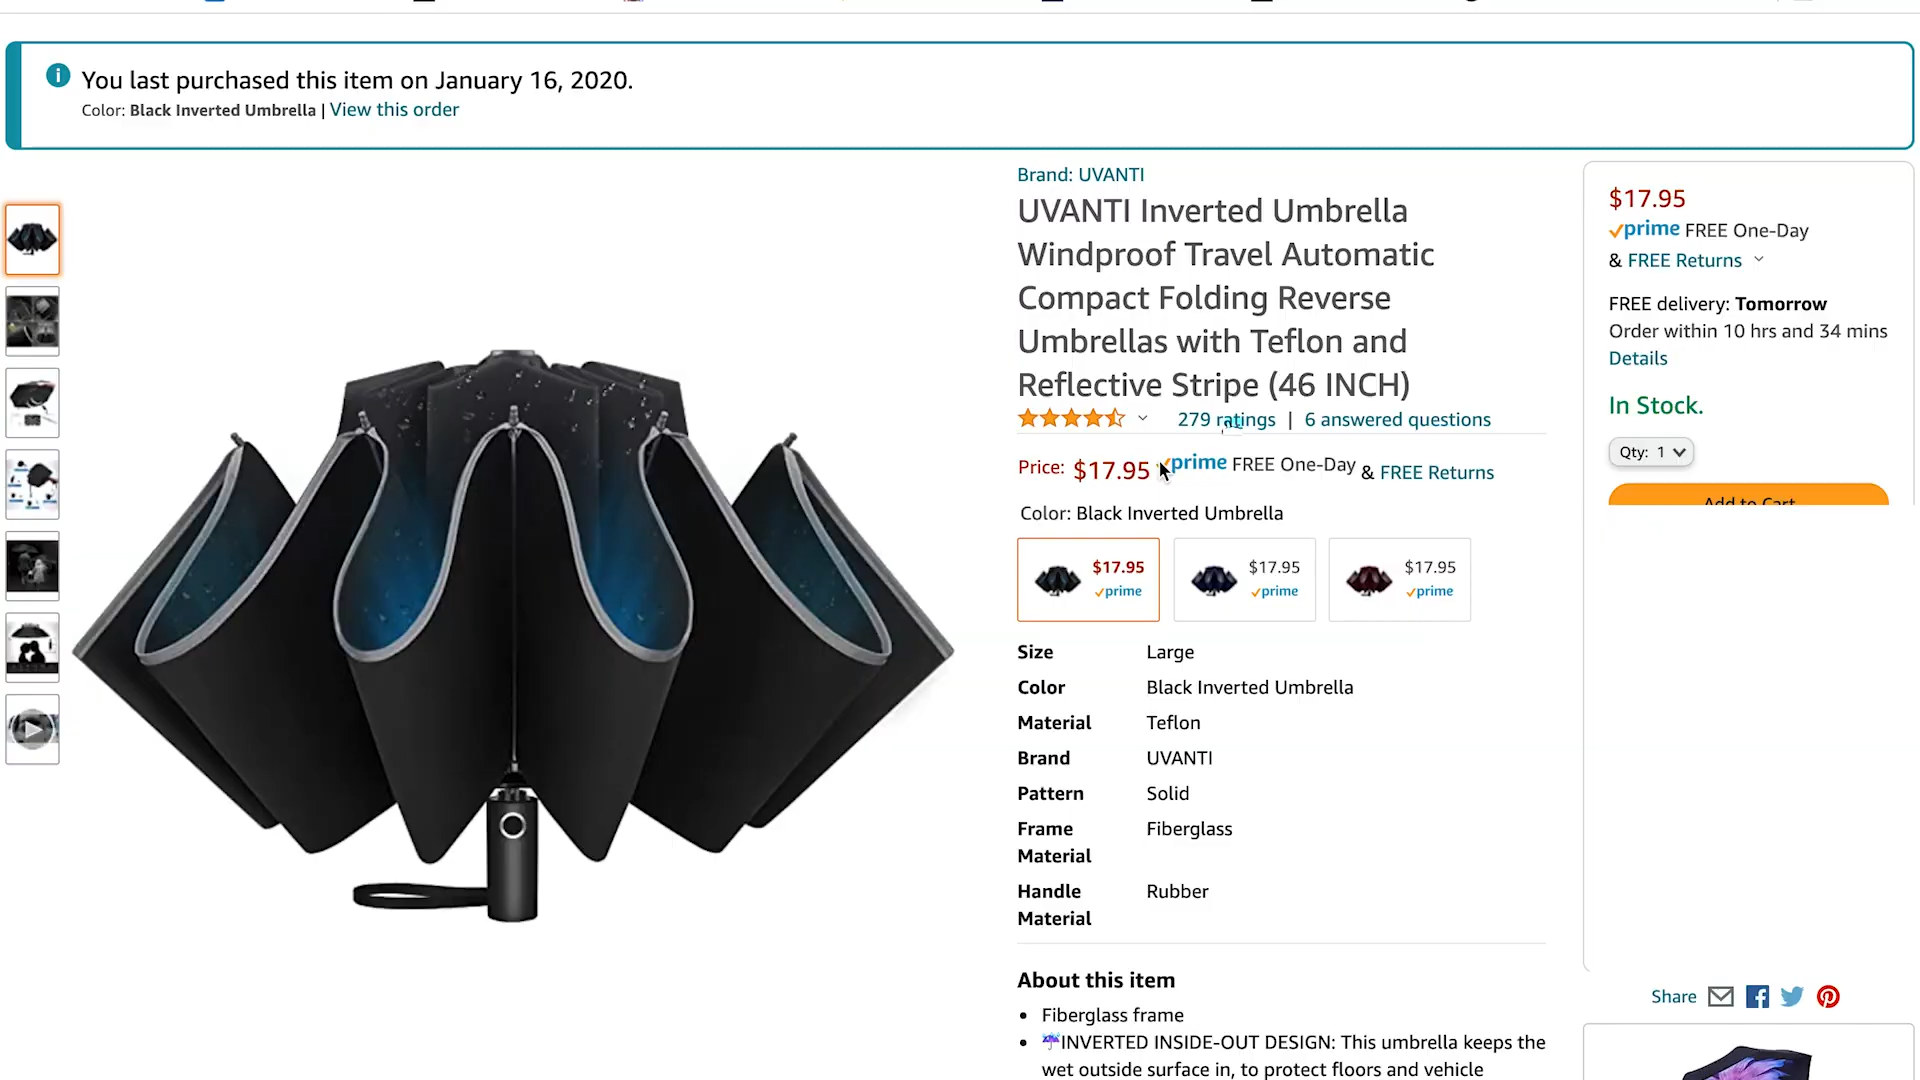 You last purchased this item on January 16, 2020.
Color: Black Inverted Umbrella | View this order
Brand: UVANTI
UVANTI Inverted Umbrella
Windproof Travel Automatic
Compact Folding Reverse
Umbrellas with Teflon and
Reflective Stripe (46 INCH)
279 ratings | 6 answered questions
Price: $17.95 prime FREE One-Day & FREE Returns
Color: Black Inverted Umbrella
$17.95
prime
$17.95
prime
$17.95
prime
Size Large
Color Black Inverted Umbrella
Material Teflon
Brand UVANTI
Pattern Solid
Frame Fiberglass
Material
Handle Rubber
Material
About this item
• Fiberglass frame
• ☔INVERTED INSIDE-OUT DESIGN: This umbrella keeps the
wet outside surface in, to protect floors and vehicle
$17.95
prime FREE One-Day
& FREE Returns
FREE delivery: Tomorrow
Order within 10 hrs and 34 mins
Details
In Stock.
Qty: 1
Add to Cart
Share